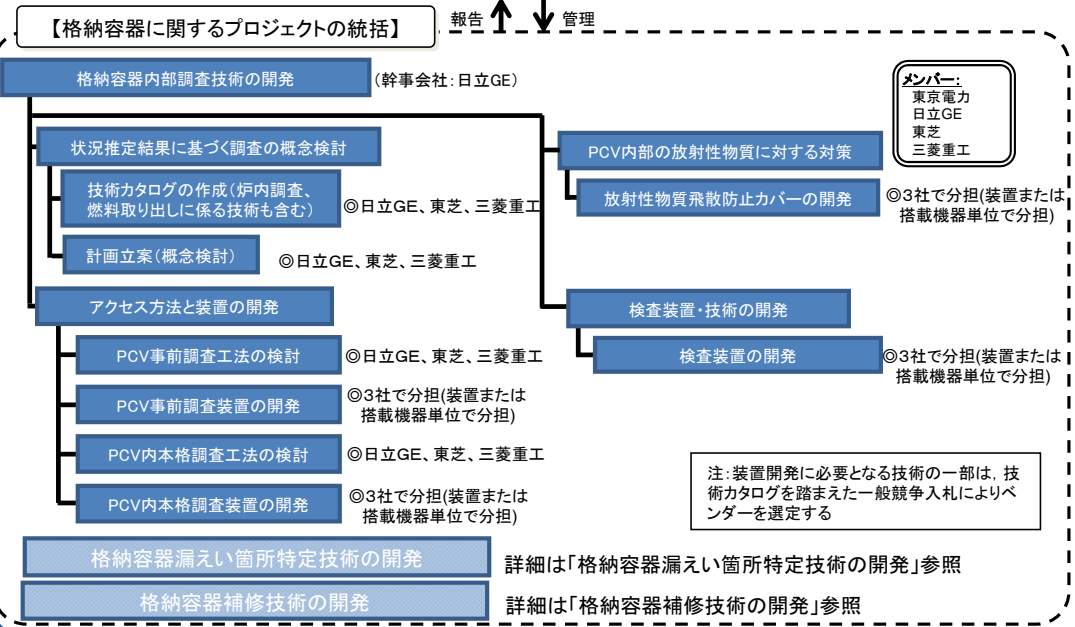 【格納容器に関するプロジェクトの統括】
報告
管理
格納容器内部調査技術の開発
(幹事会社:日立GE)
メンバー:
東京電力
日立GE
東芝
三菱重工
状況推定結果に基づく調査の概念検討
技術カタログの作成(炉内調査、
燃料取り出しに係る技術も含む)
◎日立GE、東芝、三菱重工
計画立案(概念検討)
◎日立GE、東芝、三菱重工
アクセス方法と装置の開発
PCV事前調査工法の検討
◎日立GE、東芝、三菱重工
PCV事前調査装置の開発
◎3社で分担(装置または
搭載機器単位で分担)
PCV内本格調査工法の検討
◎日立GE、東芝、三菱重工
PCV内本格調査装置の開発
◎3社で分担(装置または
搭載機器単位で分担)
PCV内部の放射性物質に対する対策
放射性物質飛散防止カバーの開発
◎3社で分担(装置または
搭載機器単位で分担)
検査装置・技術の開発
検査装置の開発
◎3社で分担(装置または
搭載機器単位で分担)
注:装置開発に必要となる技術の一部は，技
術カタログを踏まえた一般競争入札によりベ
ンダーを選定する
格納容器漏えい箇所特定技術の開発
詳細は「格納容器漏えい箇所特定技術の開発」参照
格納容器補修技術の開発
詳細は「格納容器補修技術の開発」参照